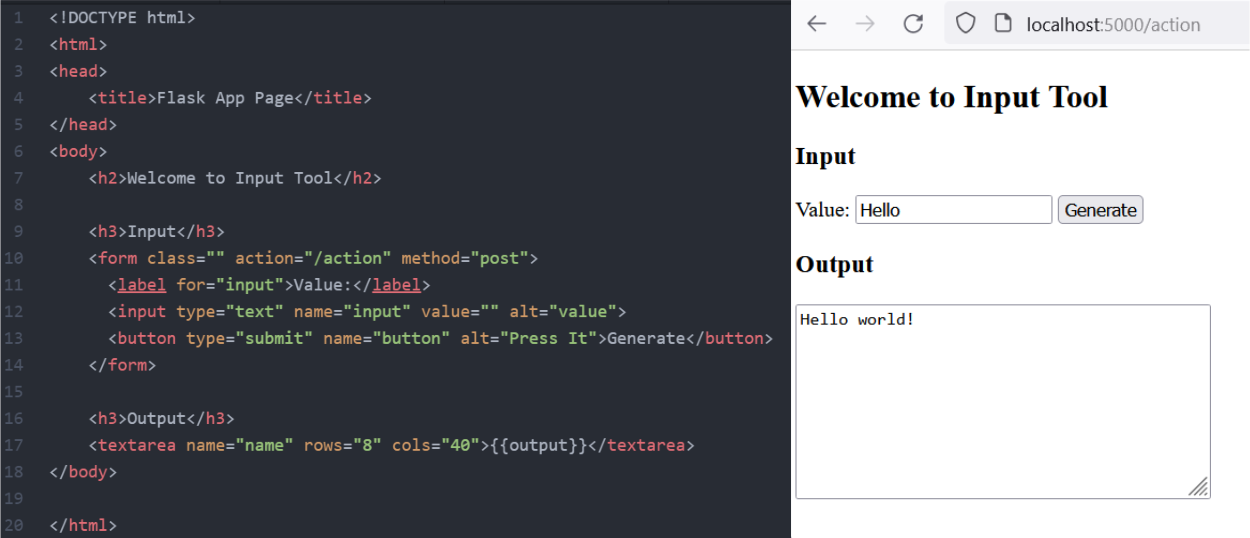 1 <!DOCTYPE html>
2 <html>
3 <head>
4     <title>Flask App Page</title>
5 </head>
6 <body>
7     <h2>Welcome to Input Tool</h2>
8
9     <h3>Input</h3>
10     <form class="" action="/action" method="post">
11       <label for="input">Value:</label>
12       <input type="text" name="input" value="" alt="value">
13       <button type="submit" name="button" alt="Press It">Generate</button>
14     </form>
15
16     <h3>Output</h3>
17     <textarea name="name" rows="8" cols="40">{{output}}</textarea>
18 </body>
19
20 </html>
localhost:5000/action
Welcome to Input Tool
Input
Value: Hello Generate
Output
Hello world!